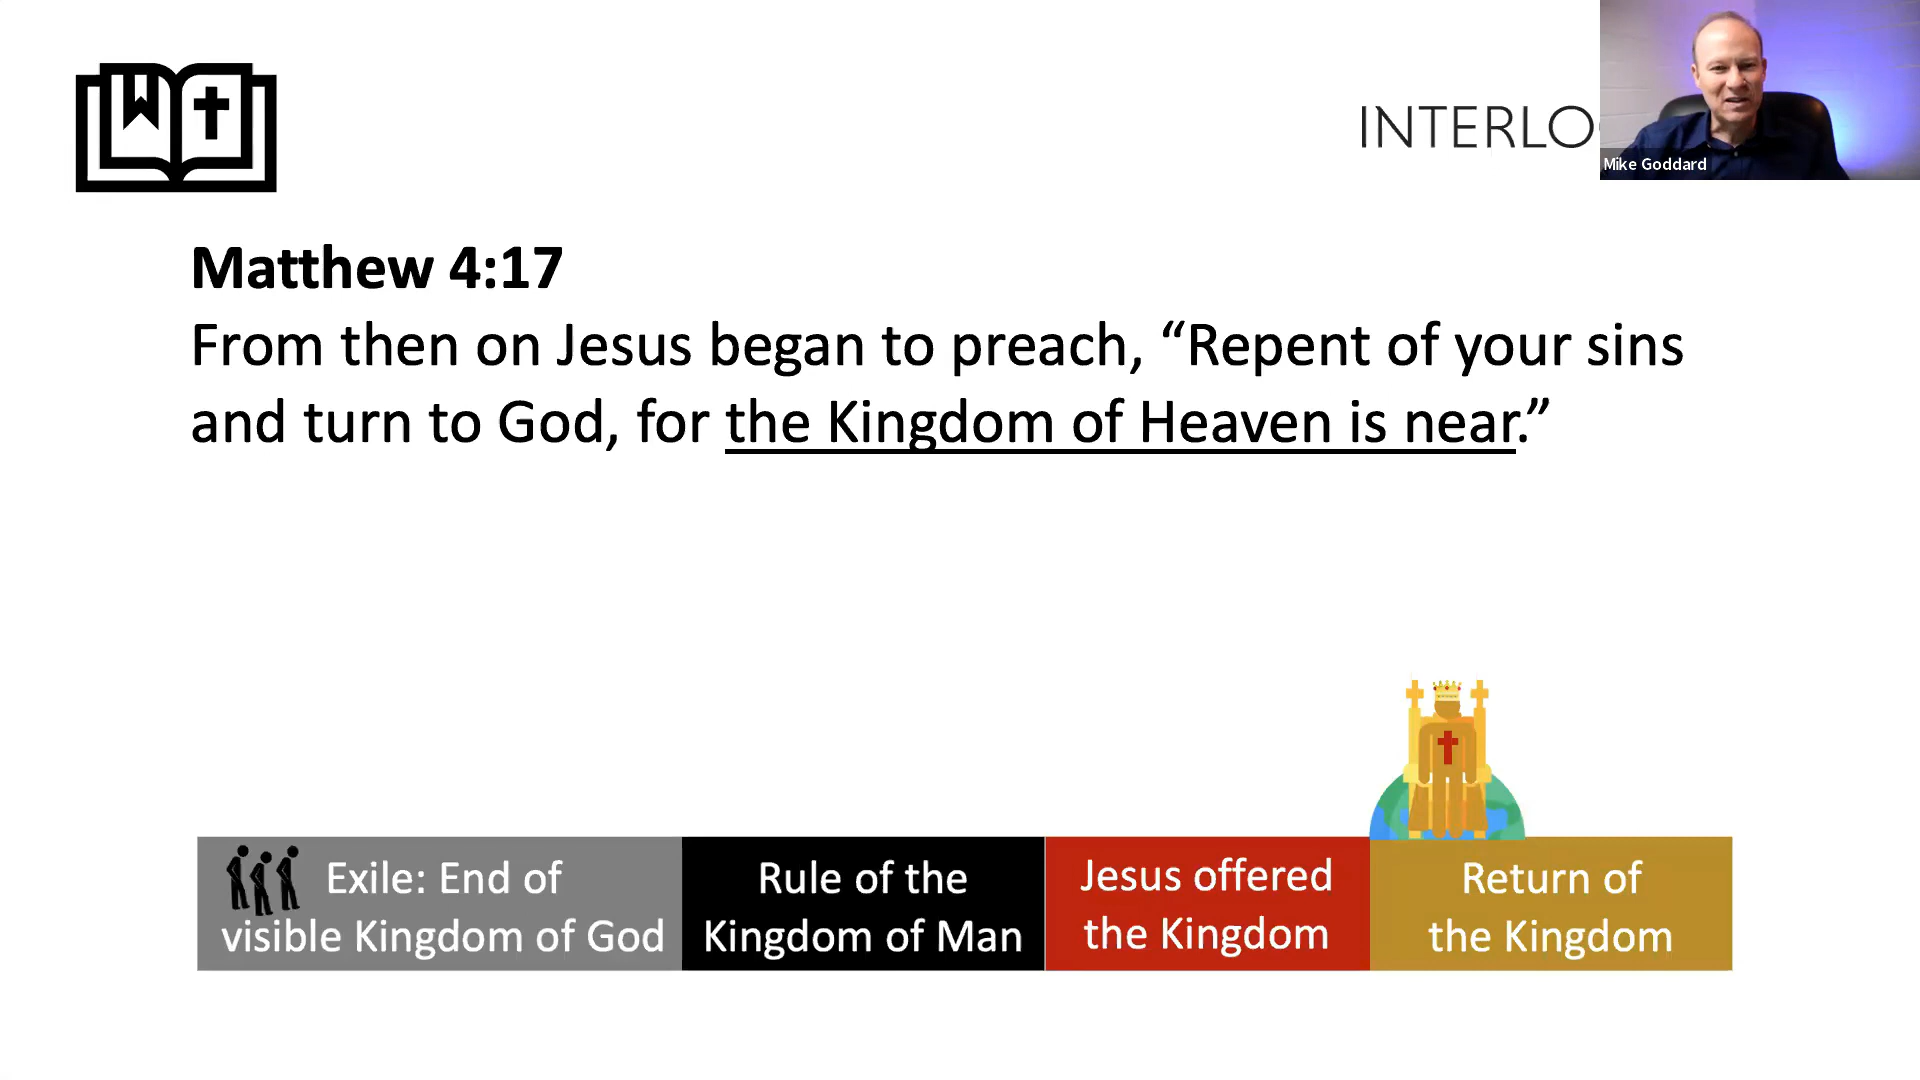 INTERLO
Mike Goddard
Matthew 4:17
From then on Jesus began to preach, “Repent of your sins
and turn to God, for the Kingdom of Heaven is near.”
Exile: End of
visible Kingdom of God
Rule of the
Kingdom of Man
Jesus offered
the Kingdom
Return of
the Kingdom